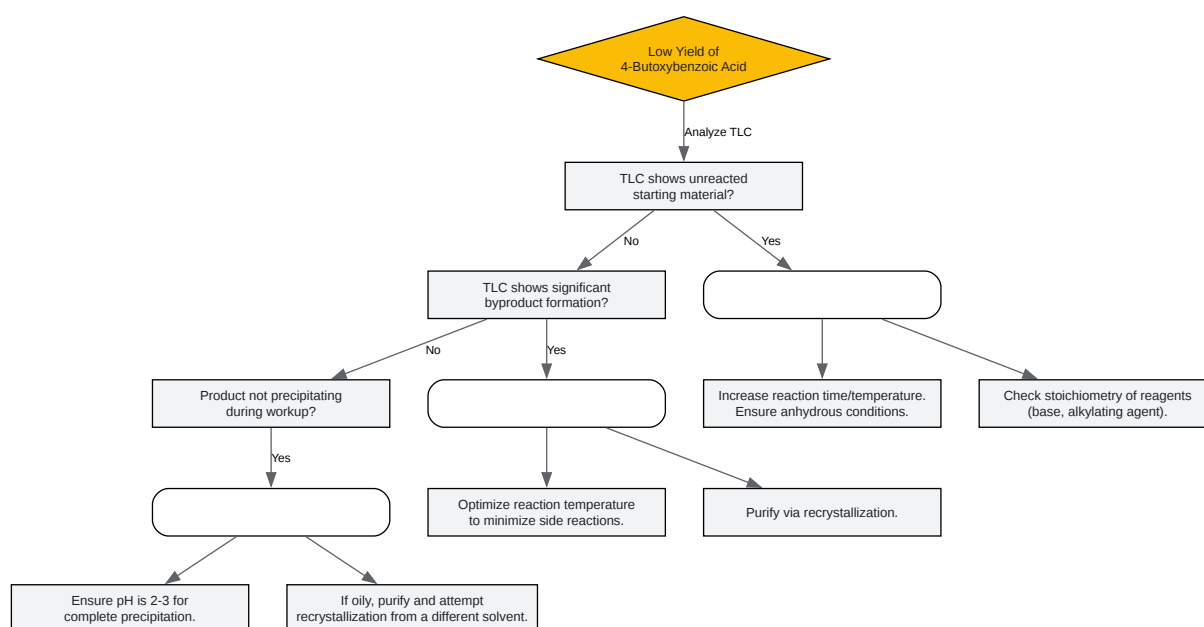 Low Yield of
4-Butoxybenzoic Acid
Analyze TLC
TLC shows unreacted
starting material?
No
Yes
TLC shows significant
byproduct formation?
No
Yes
Product not precipitating
during workup?
Increase reaction time/temperature.
Ensure anhydrous conditions.
Check stoichiometry of reagents
(base, alkylating agent).
Yes
Optimize reaction temperature
to minimize side reactions.
Purify via recrystallization.
Ensure pH is 2-3 for
complete precipitation.
If oily, purify and attempt
recrystallization from a different solvent.